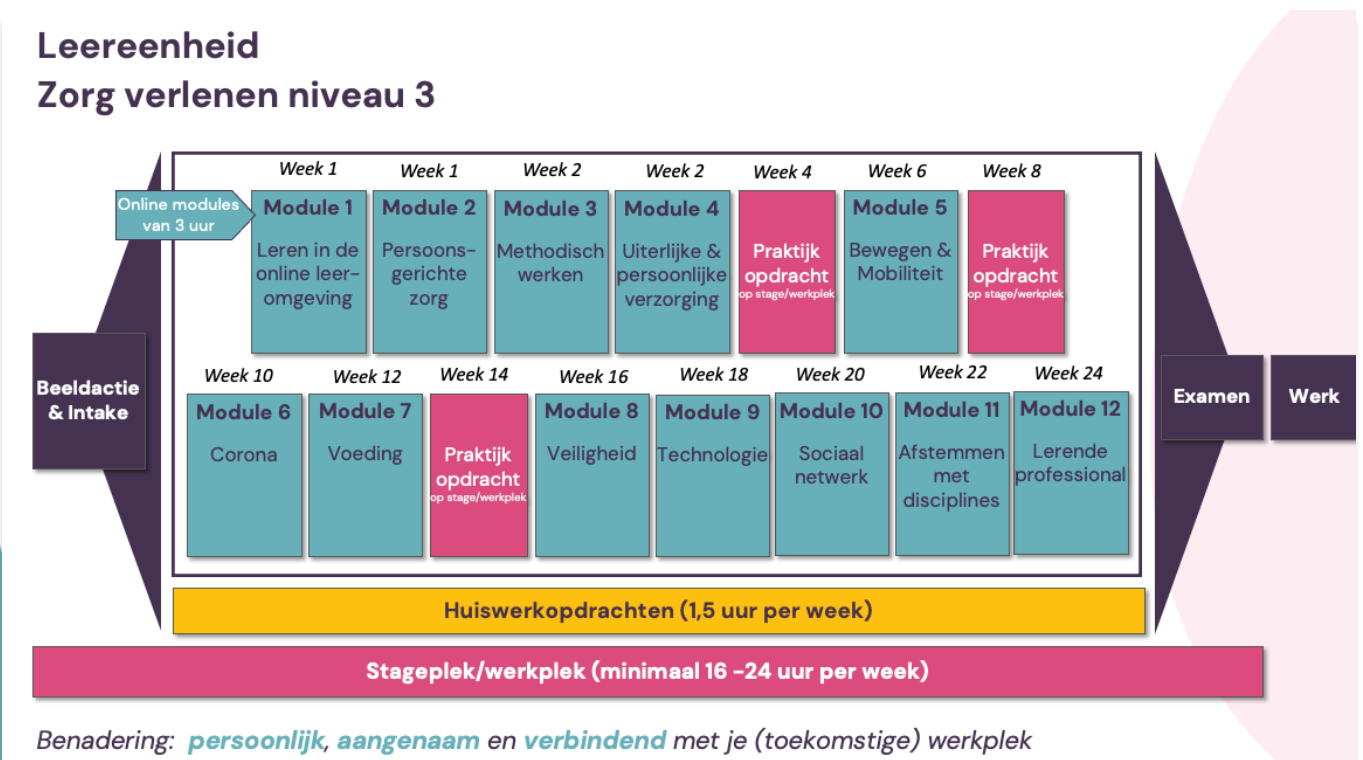 Leereenheid
Zorg verlenen niveau 3
Week 1
Week 1
Week 2
Week 2
Week 4
Week 6
Week 8
Online modules
van 3 uur
Module 1
Leren in de
online leer-
omgeving
Module 2
Persoons-
gerichte
zorg
Module 3
Methodisch
werken
Module 4
Uiterlijke &
persoonlijke
verzorging
Praktijk
opdracht
op stage/werkplek
Module 5
Bewegen &
Mobiliteit
Praktijk
opdracht
op stage/werkplek
Beeldactie
& Intake
Week 10
Week 12
Week 14
Week 16
Week 18
Week 20
Week 22
Week 24
Module 6
Corona
Module 7
Voeding
Praktijk
opdracht
op stage/werkplek
Module 8
Veiligheid
Module 9
Technologie
Module 10
Sociaal
netwerk
Module 11
Afstemmen
met
disciplines
Module 12
Lerende
professional
Examen
Werk
Huiswerkopdrachten (1,5 uur per week)
Stageplek/werkplek (minimaal 16 -24 uur per week)
Benadering: persoonlijk, aangenaam en verbindend met je (toekomstige) werkplek